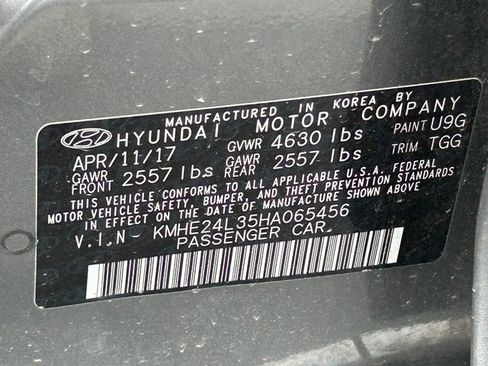 MANUFACTURED IN KOREA BY
HYUNDAI MOTOR COMPANY
APR/11/17 GVWR 4630 lbs PAINT U9G
GAWR FRONT 2557 lbs GAWR REAR 2557 lbs TRIM TGG
THIS VEHICLE CONFORMS TO ALL APPLICABLE U.S.A. FEDERAL
MOTOR VEHICLE SAFETY, BUMPER, AND THEFT PREVENTION STANDARDS
IN EFFECT ON THE DATE OF MANUFACTURE SHOWN ABOVE
V.I.N- KMHE24L35HA065456
PASSENGER CAR